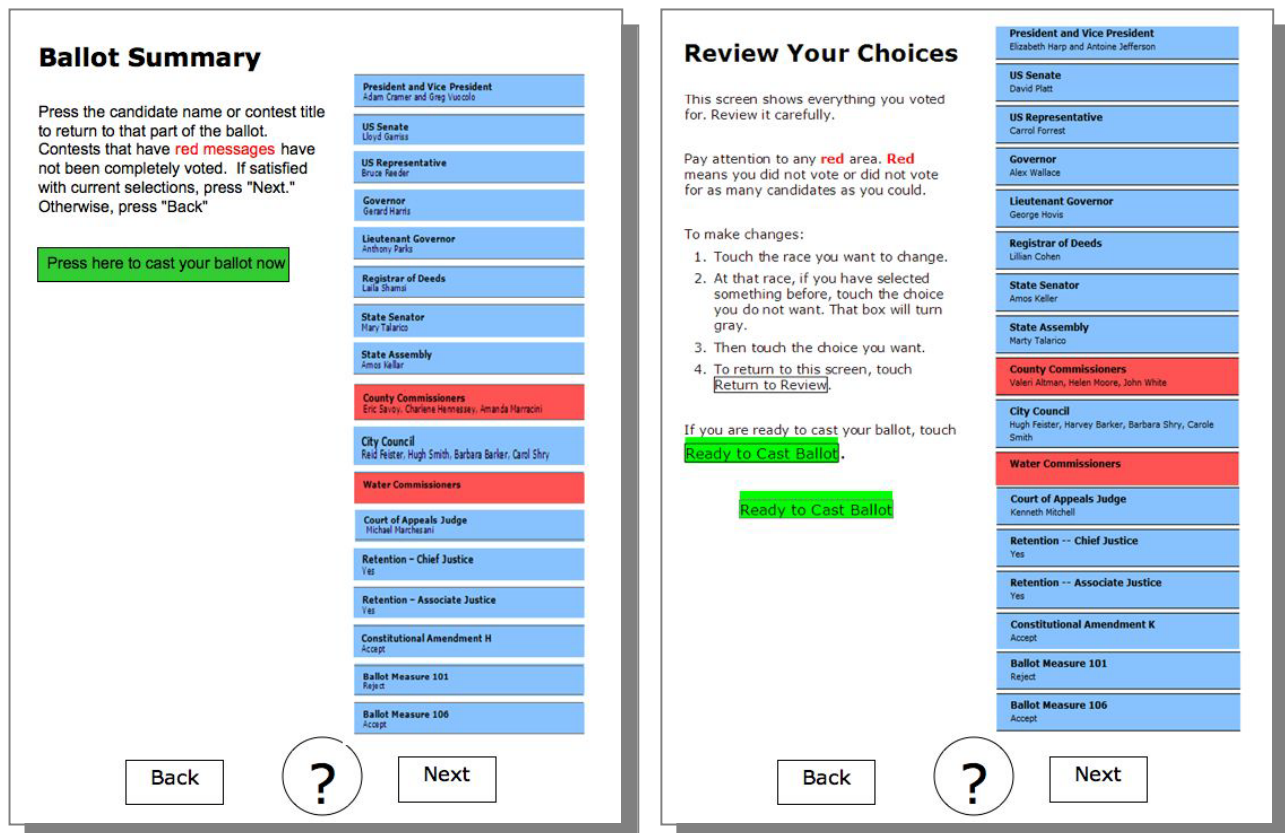 Ballot Summary
Press the candidate name or contest title
to return to that part of the ballot.
Contests that have red messages have
not been completely voted. If satisfied
with current selections, press "Next."
Otherwise, press "Back"
Press here to cast your ballot now
President and Vice President
Adam Cramer and Greg Vuocolo
US Senate
Lloyd Garriss
US Representative
Bruce Reeder
Governor
Gerard Harris
Lieutenant Governor
Anthony Parks
Registrar of Deeds
Laila Shamsi
State Senator
Mary Talarico
State Assembly
Amos Kellar
County Commissioners
Eric Savoy, Charlene Hennessey, Amanda Marracini
City Council
Reid Feister, Hugh Smith, Barbara Barker, Carol Shry
Water Commissioners
Court of Appeals Judge
Michael Marchesani
Retention – Chief Justice
Yes
Retention – Associate Justice
Yes
Constitutional Amendment H
Accept
Ballot Measure 101
Reject
Ballot Measure 106
Accept
Back
?
Next
Review Your Choices
This screen shows everything you voted
for. Review it carefully.
Pay attention to any red area. Red
means you did not vote or did not vote
for as many candidates as you could.
To make changes:
1. Touch the race you want to change.
2. At that race, if you have selected
something before, touch the choice
you do not want. That box will turn
gray.
3. Then touch the choice you want.
4. To return to this screen, touch
Return to Review.
If you are ready to cast your ballot, touch
Ready to Cast Ballot.
Ready to Cast Ballot
President and Vice President
Elizabeth Harp and Antoine Jefferson
US Senate
David Platt
US Representative
Carrol Forrest
Governor
Alex Wallace
Lieutenant Governor
George Hovis
Registrar of Deeds
Lillian Cohen
State Senator
Amos Keller
State Assembly
Marty Talarico
County Commissioners
Valeri Altman, Helen Moore, John White
City Council
Hugh Feister, Harvey Barker, Barbara Shry, Carole
Smith
Water Commissioners
Court of Appeals Judge
Kenneth Mitchell
Retention -- Chief Justice
Yes
Retention -- Associate Justice
Yes
Constitutional Amendment K
Accept
Ballot Measure 101
Reject
Ballot Measure 106
Accept
Back
?
Next